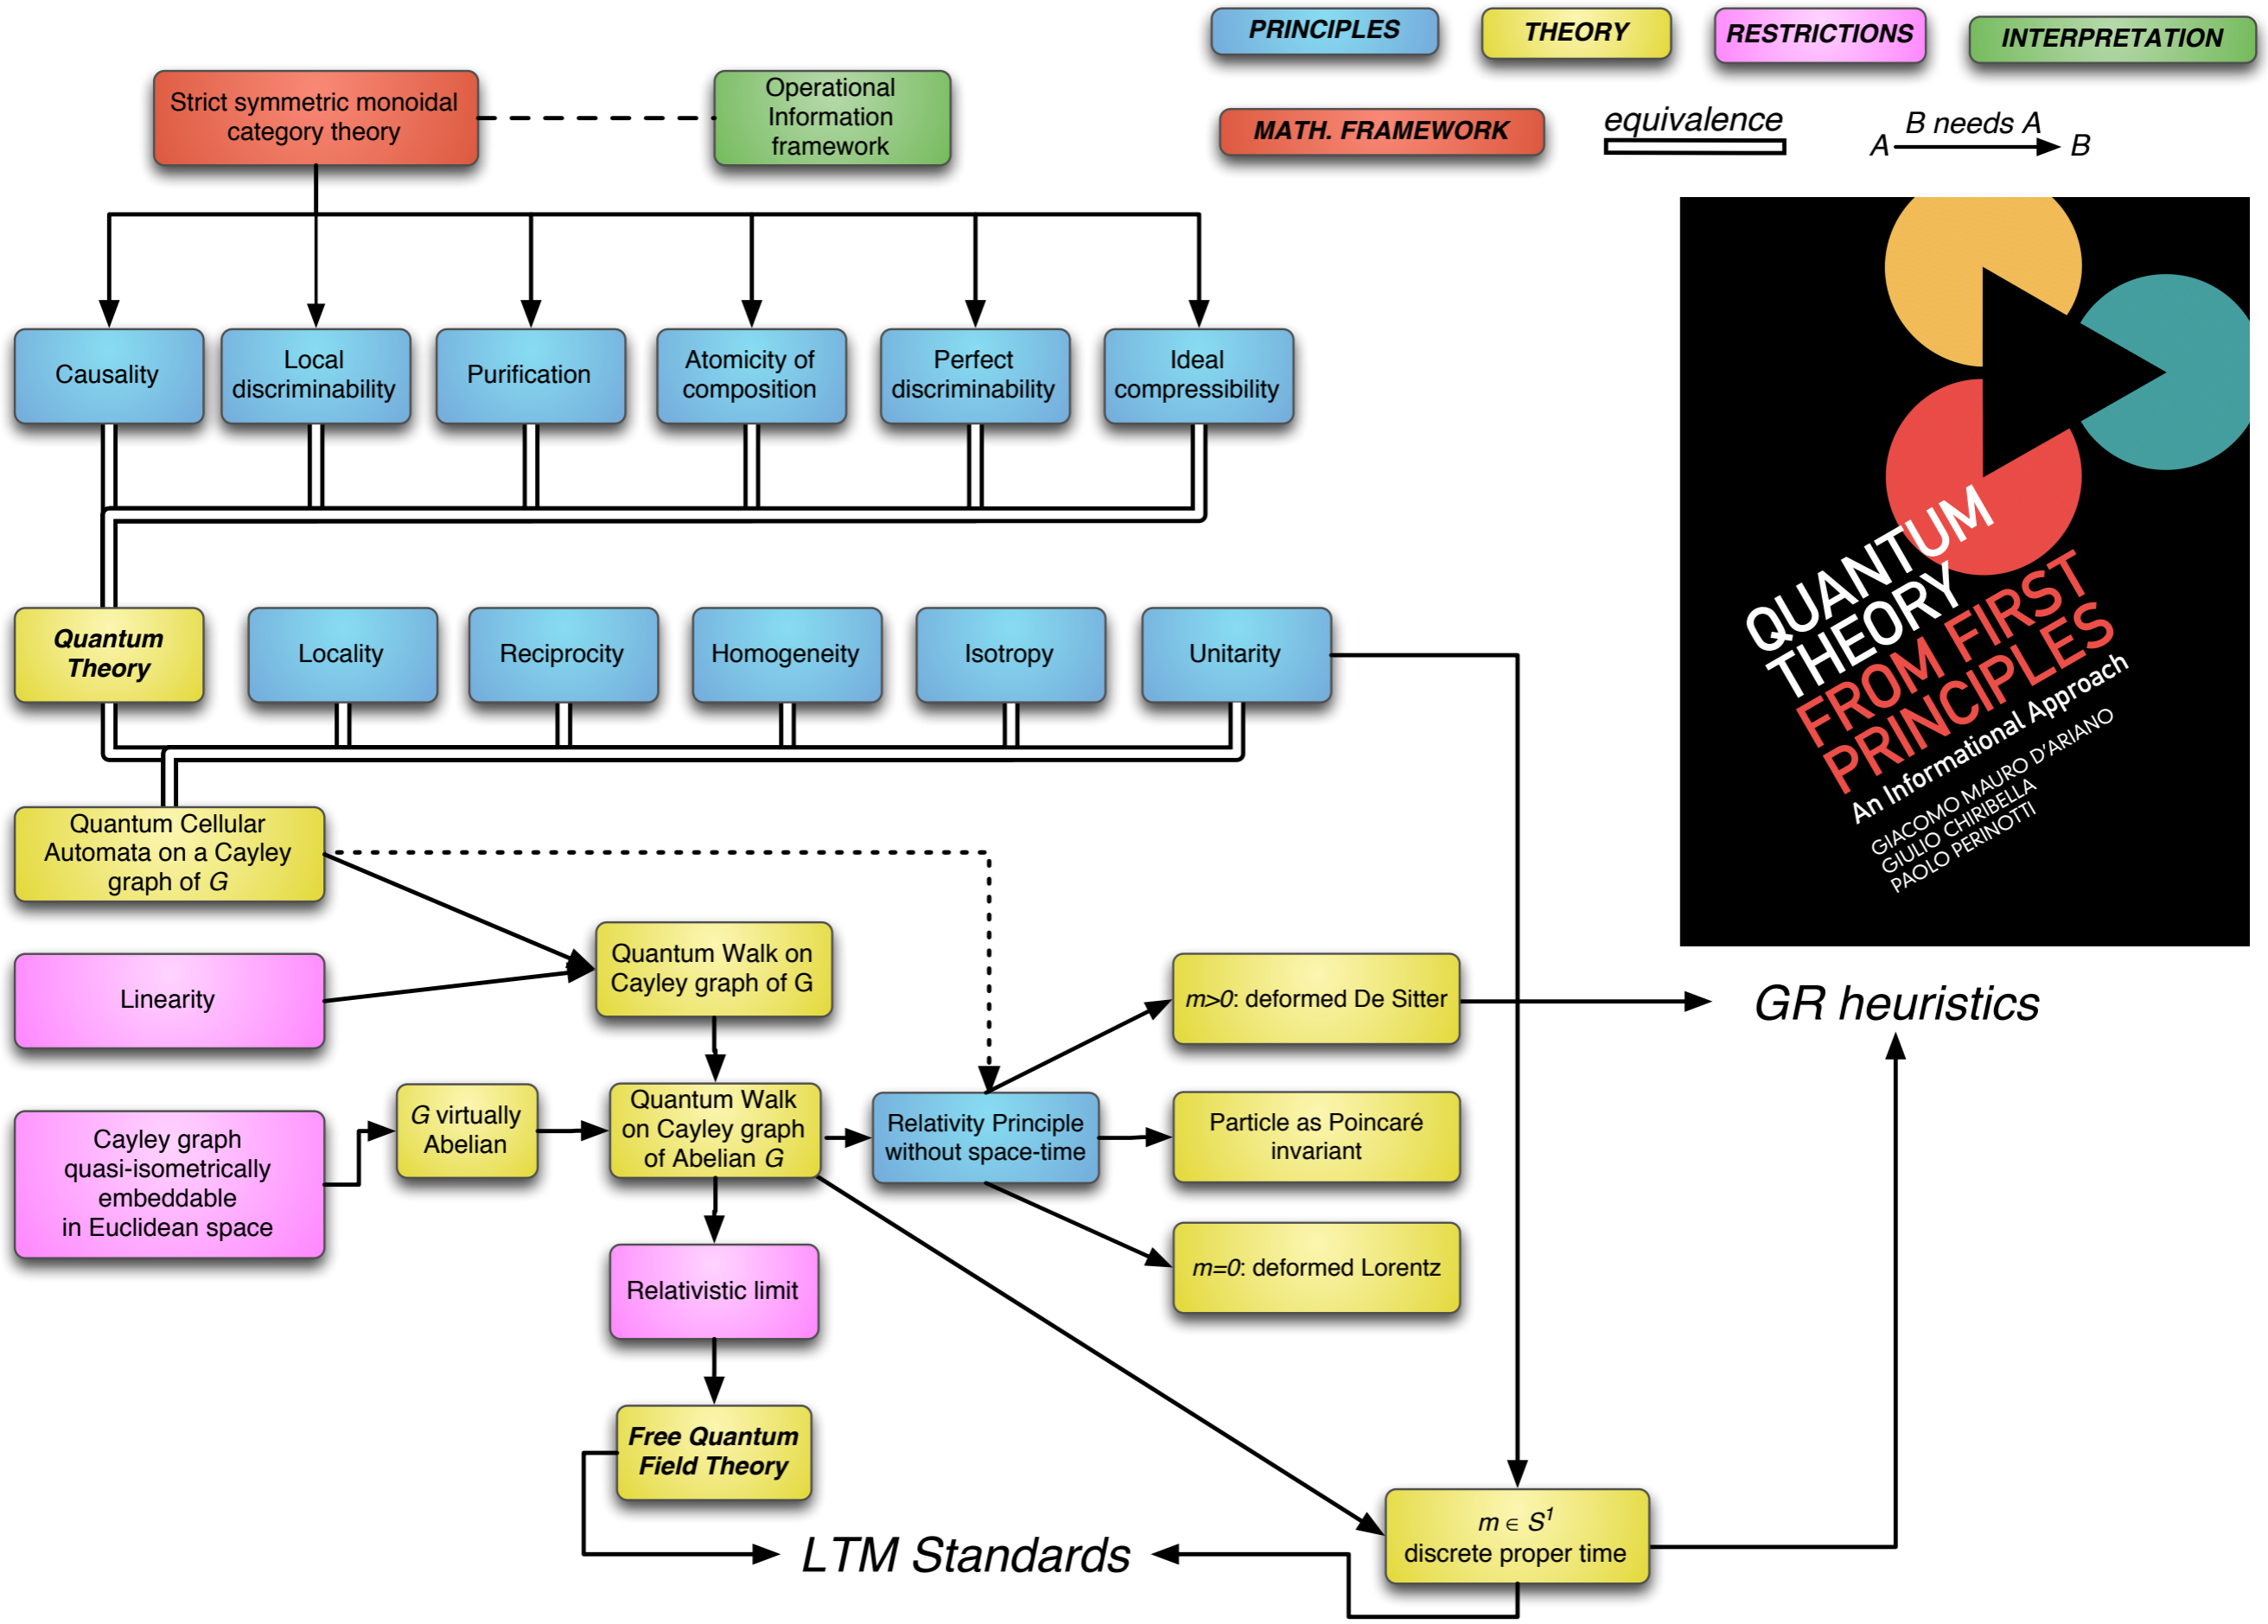 PRINCIPLES
THEORY
RESTRICTIONS
INTERPRETATION
MATH. FRAMEWORK
equivalence
B needs A
A
B
Strict symmetric monoidal
category theory
Operational
Information
framework
Causality
Local
discriminability
Purification
Atomicity of
composition
Perfect
discriminability
Ideal
compressibility
Quantum
Theory
Locality
Reciprocity
Homogeneity
Isotropy
Unitarity
QUANTUM
THEORY
FROM FIRST
PRINCIPLES
An Informational Approach
GIACOMO MAURO D'ARIANO
GIULIO CHIRIBELLA
PAOLO PERINOTTI
Quantum Cellular
Automata on a Cayley
graph of G
Linearity
Quantum Walk on
Cayley graph of G
m>0: deformed De Sitter
GR heuristics
Cayley graph
quasi-isometrically
embeddable
in Euclidean space
G virtually
Abelian
Quantum Walk
on Cayley graph
of Abelian G
Relativity Principle
without space-time
Particle as Poincaré
invariant
m=0: deformed Lorentz
Relativistic limit
Free Quantum
Field Theory
LTM Standards
m ∈ S¹
discrete proper time